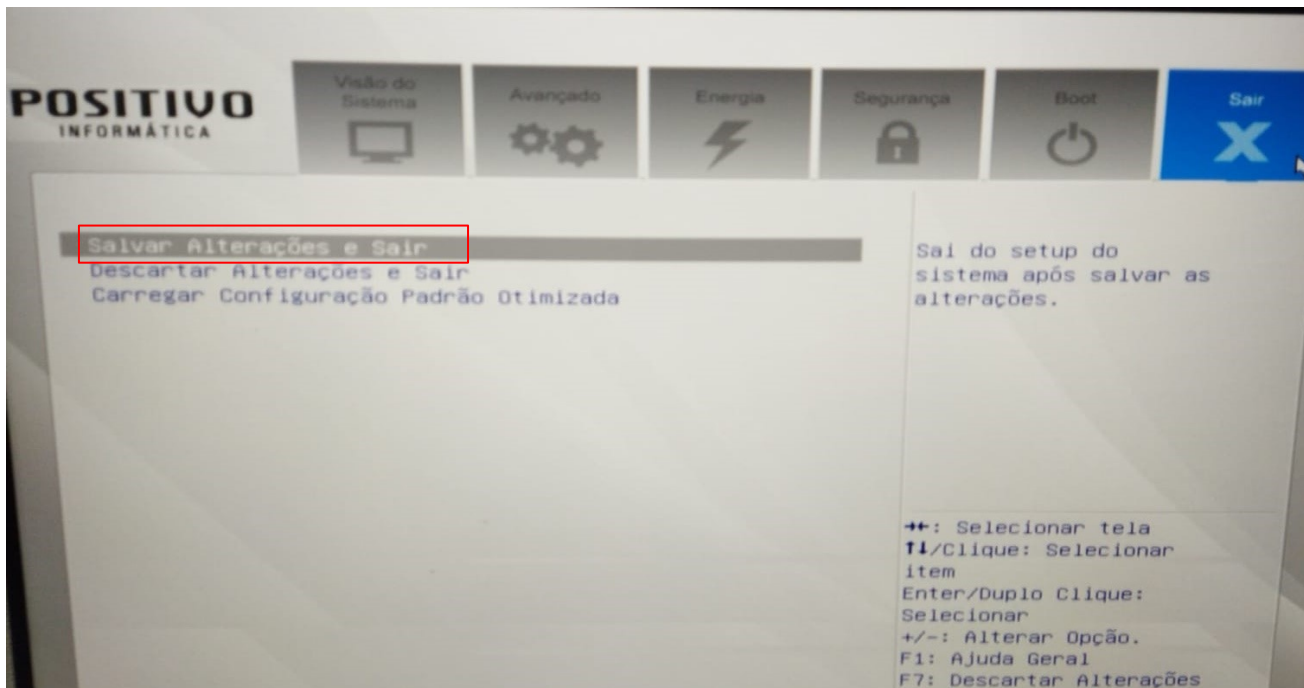 POSITIVO
INFORMÁTICA
Visão do
Sistema
Avançado
Energia
Segurança
Boot
Sair
Salvar Alterações e Sair
Descartar Alterações e Sair
Carregar Configuração Padrão Otimizada
Sai do setup do
sistema após salvar as
alterações.
→←: Selecionar tela
↑↓/Clique: Selecionar
item
Enter/Duplo Clique:
Selecionar
+/-: Alterar Opção.
F1: Ajuda Geral
F7: Descartar Alterações